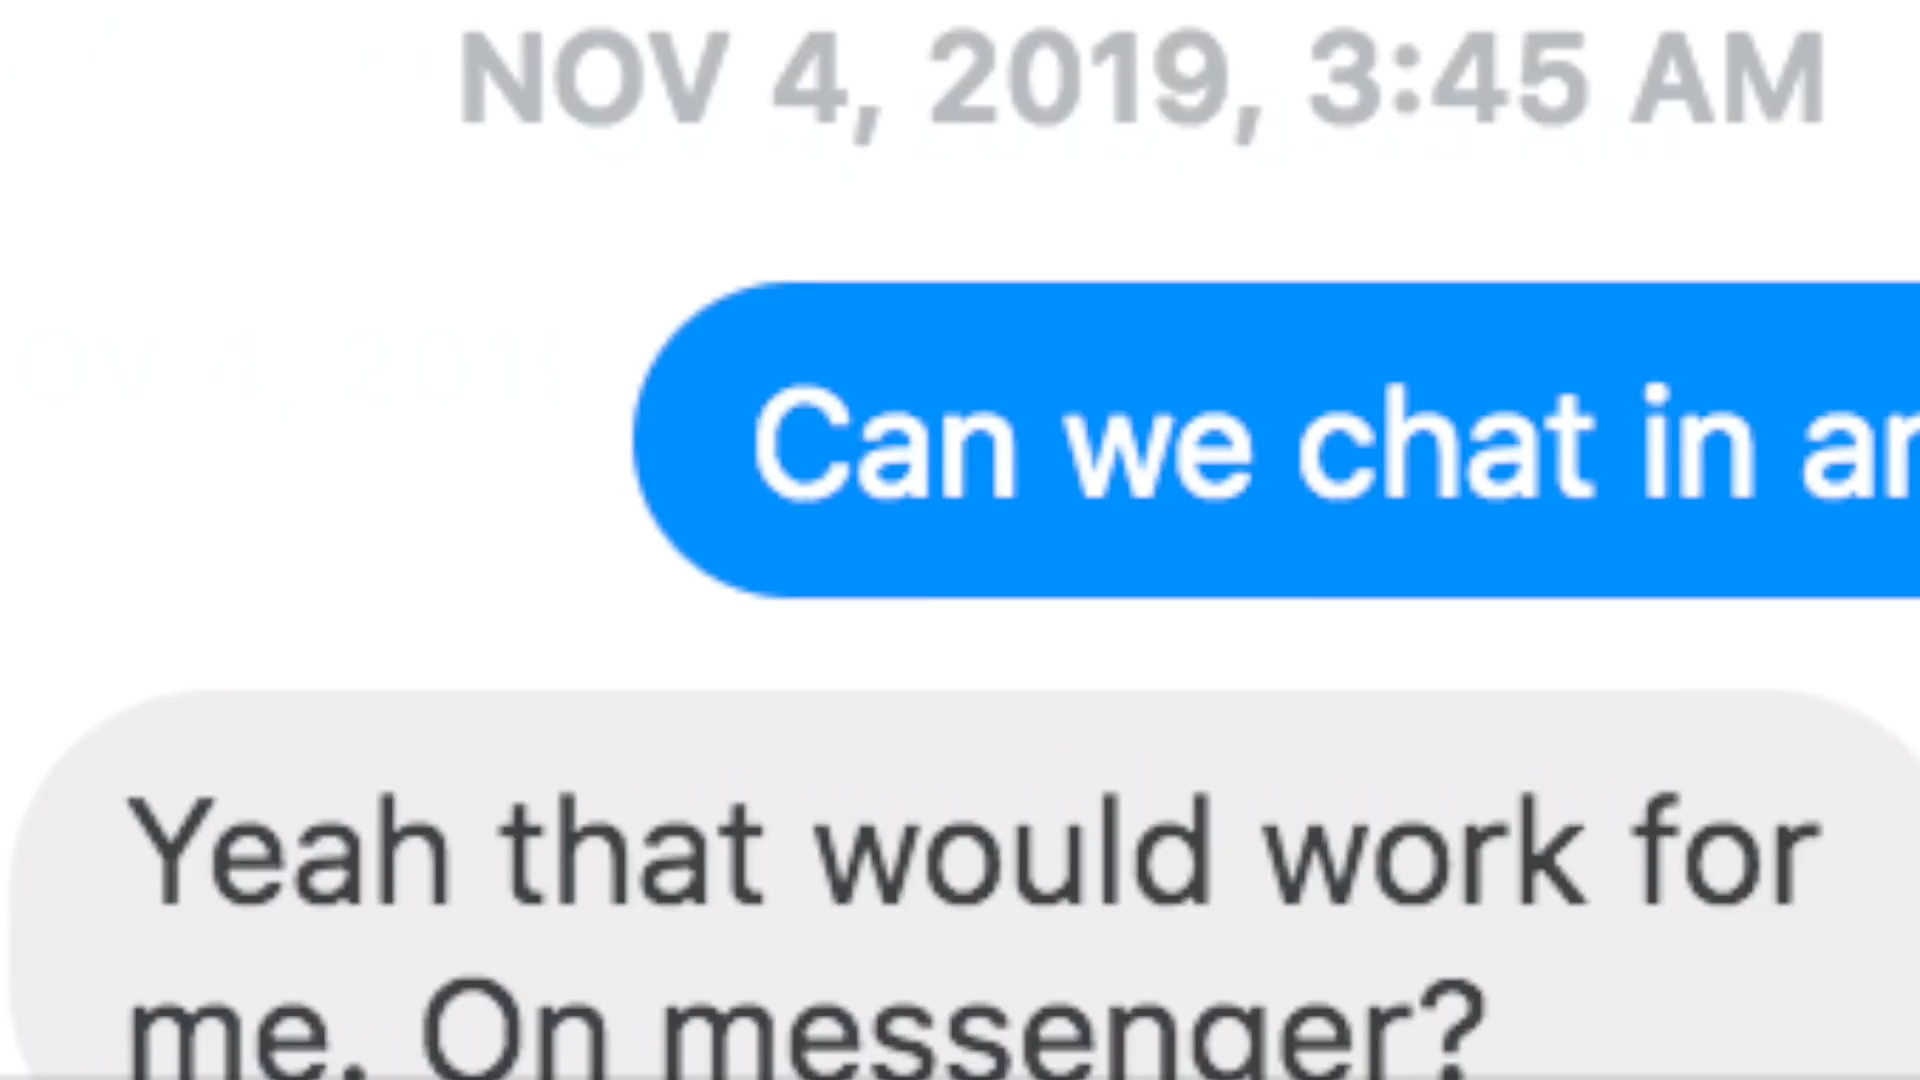 NOV 4, 2019, 3:45 AM
Can we chat in
Yeah that would work for
me. On messenger?